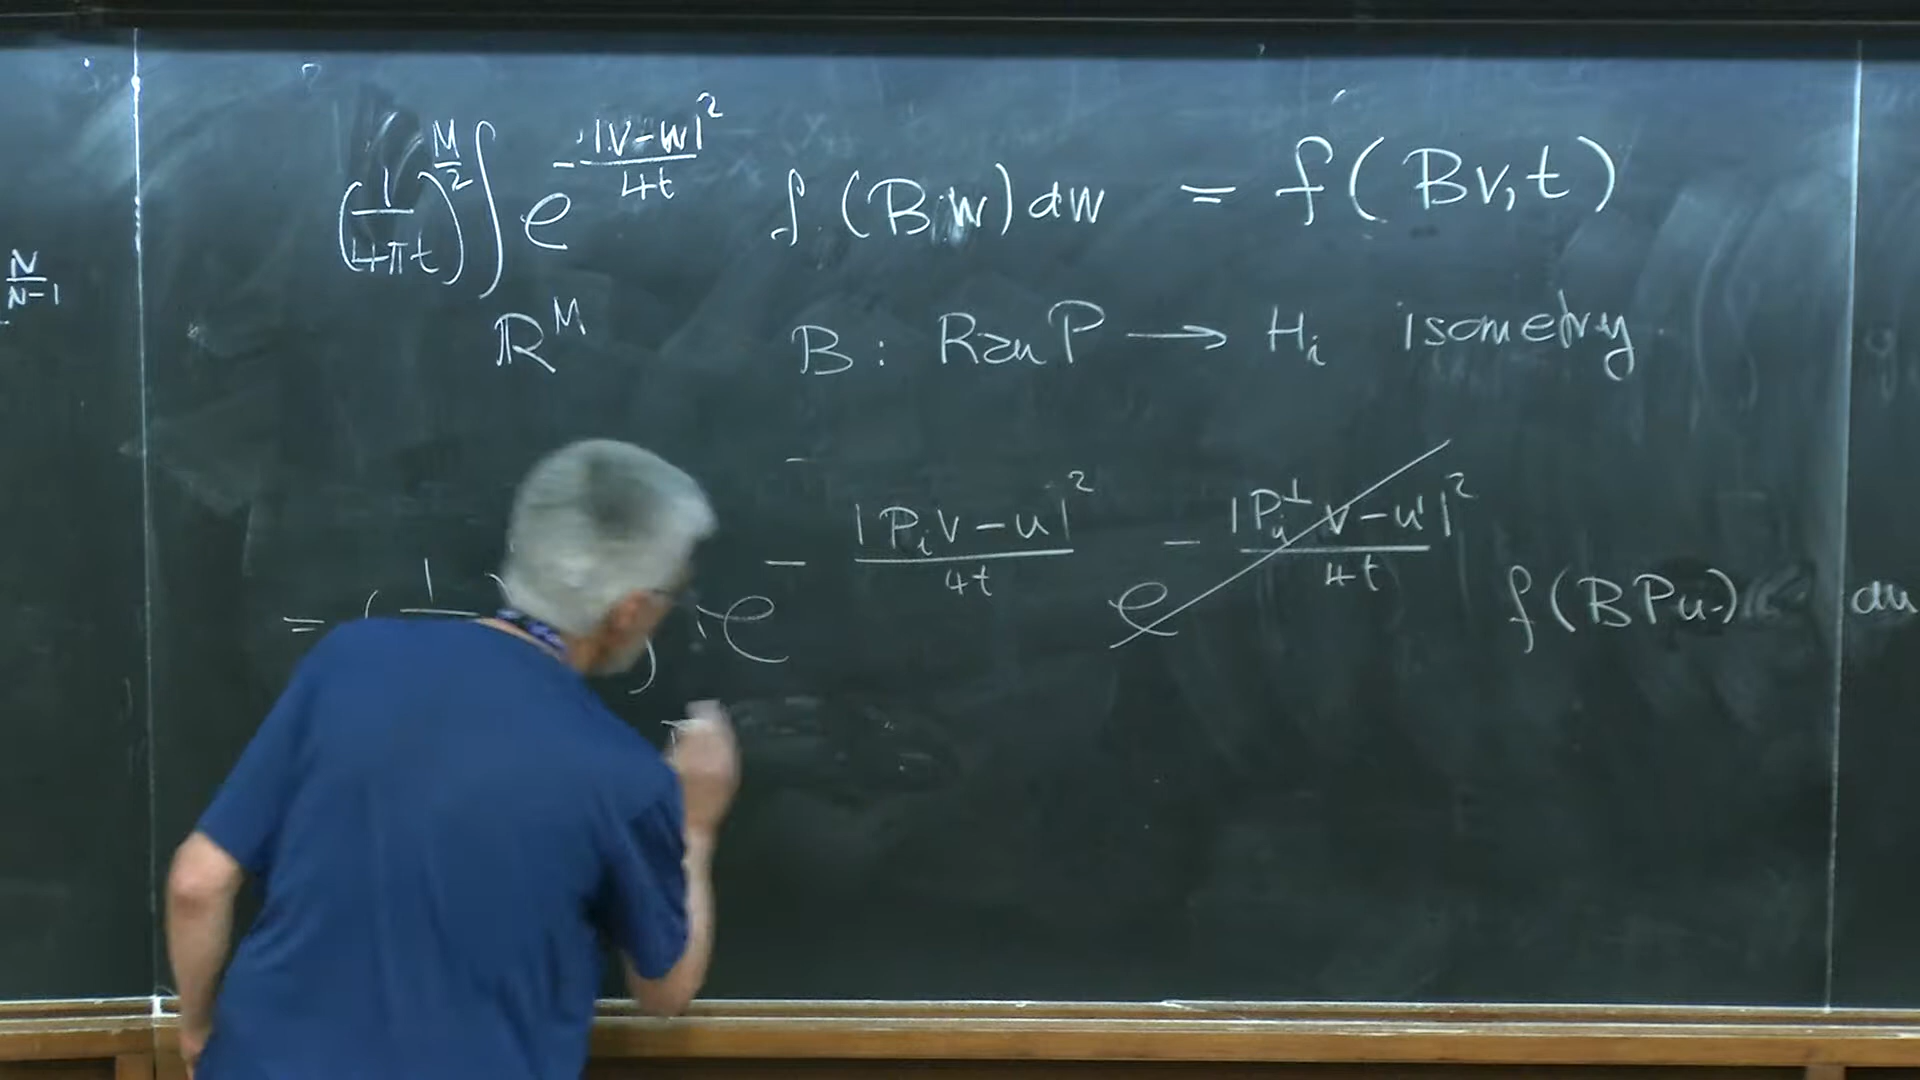 (1/4πt)^{M/2} ∫ e^{-|V-W|²/4t} f(BW)dw = f(Bv,t)
N/N-1
ℝ^M B: Ran P → H_i isometry
= (1 ) e^{-|P_i V-u|²/4t} e^{-|P_u^⊥ V-u'|²/4t} f(BPu) du